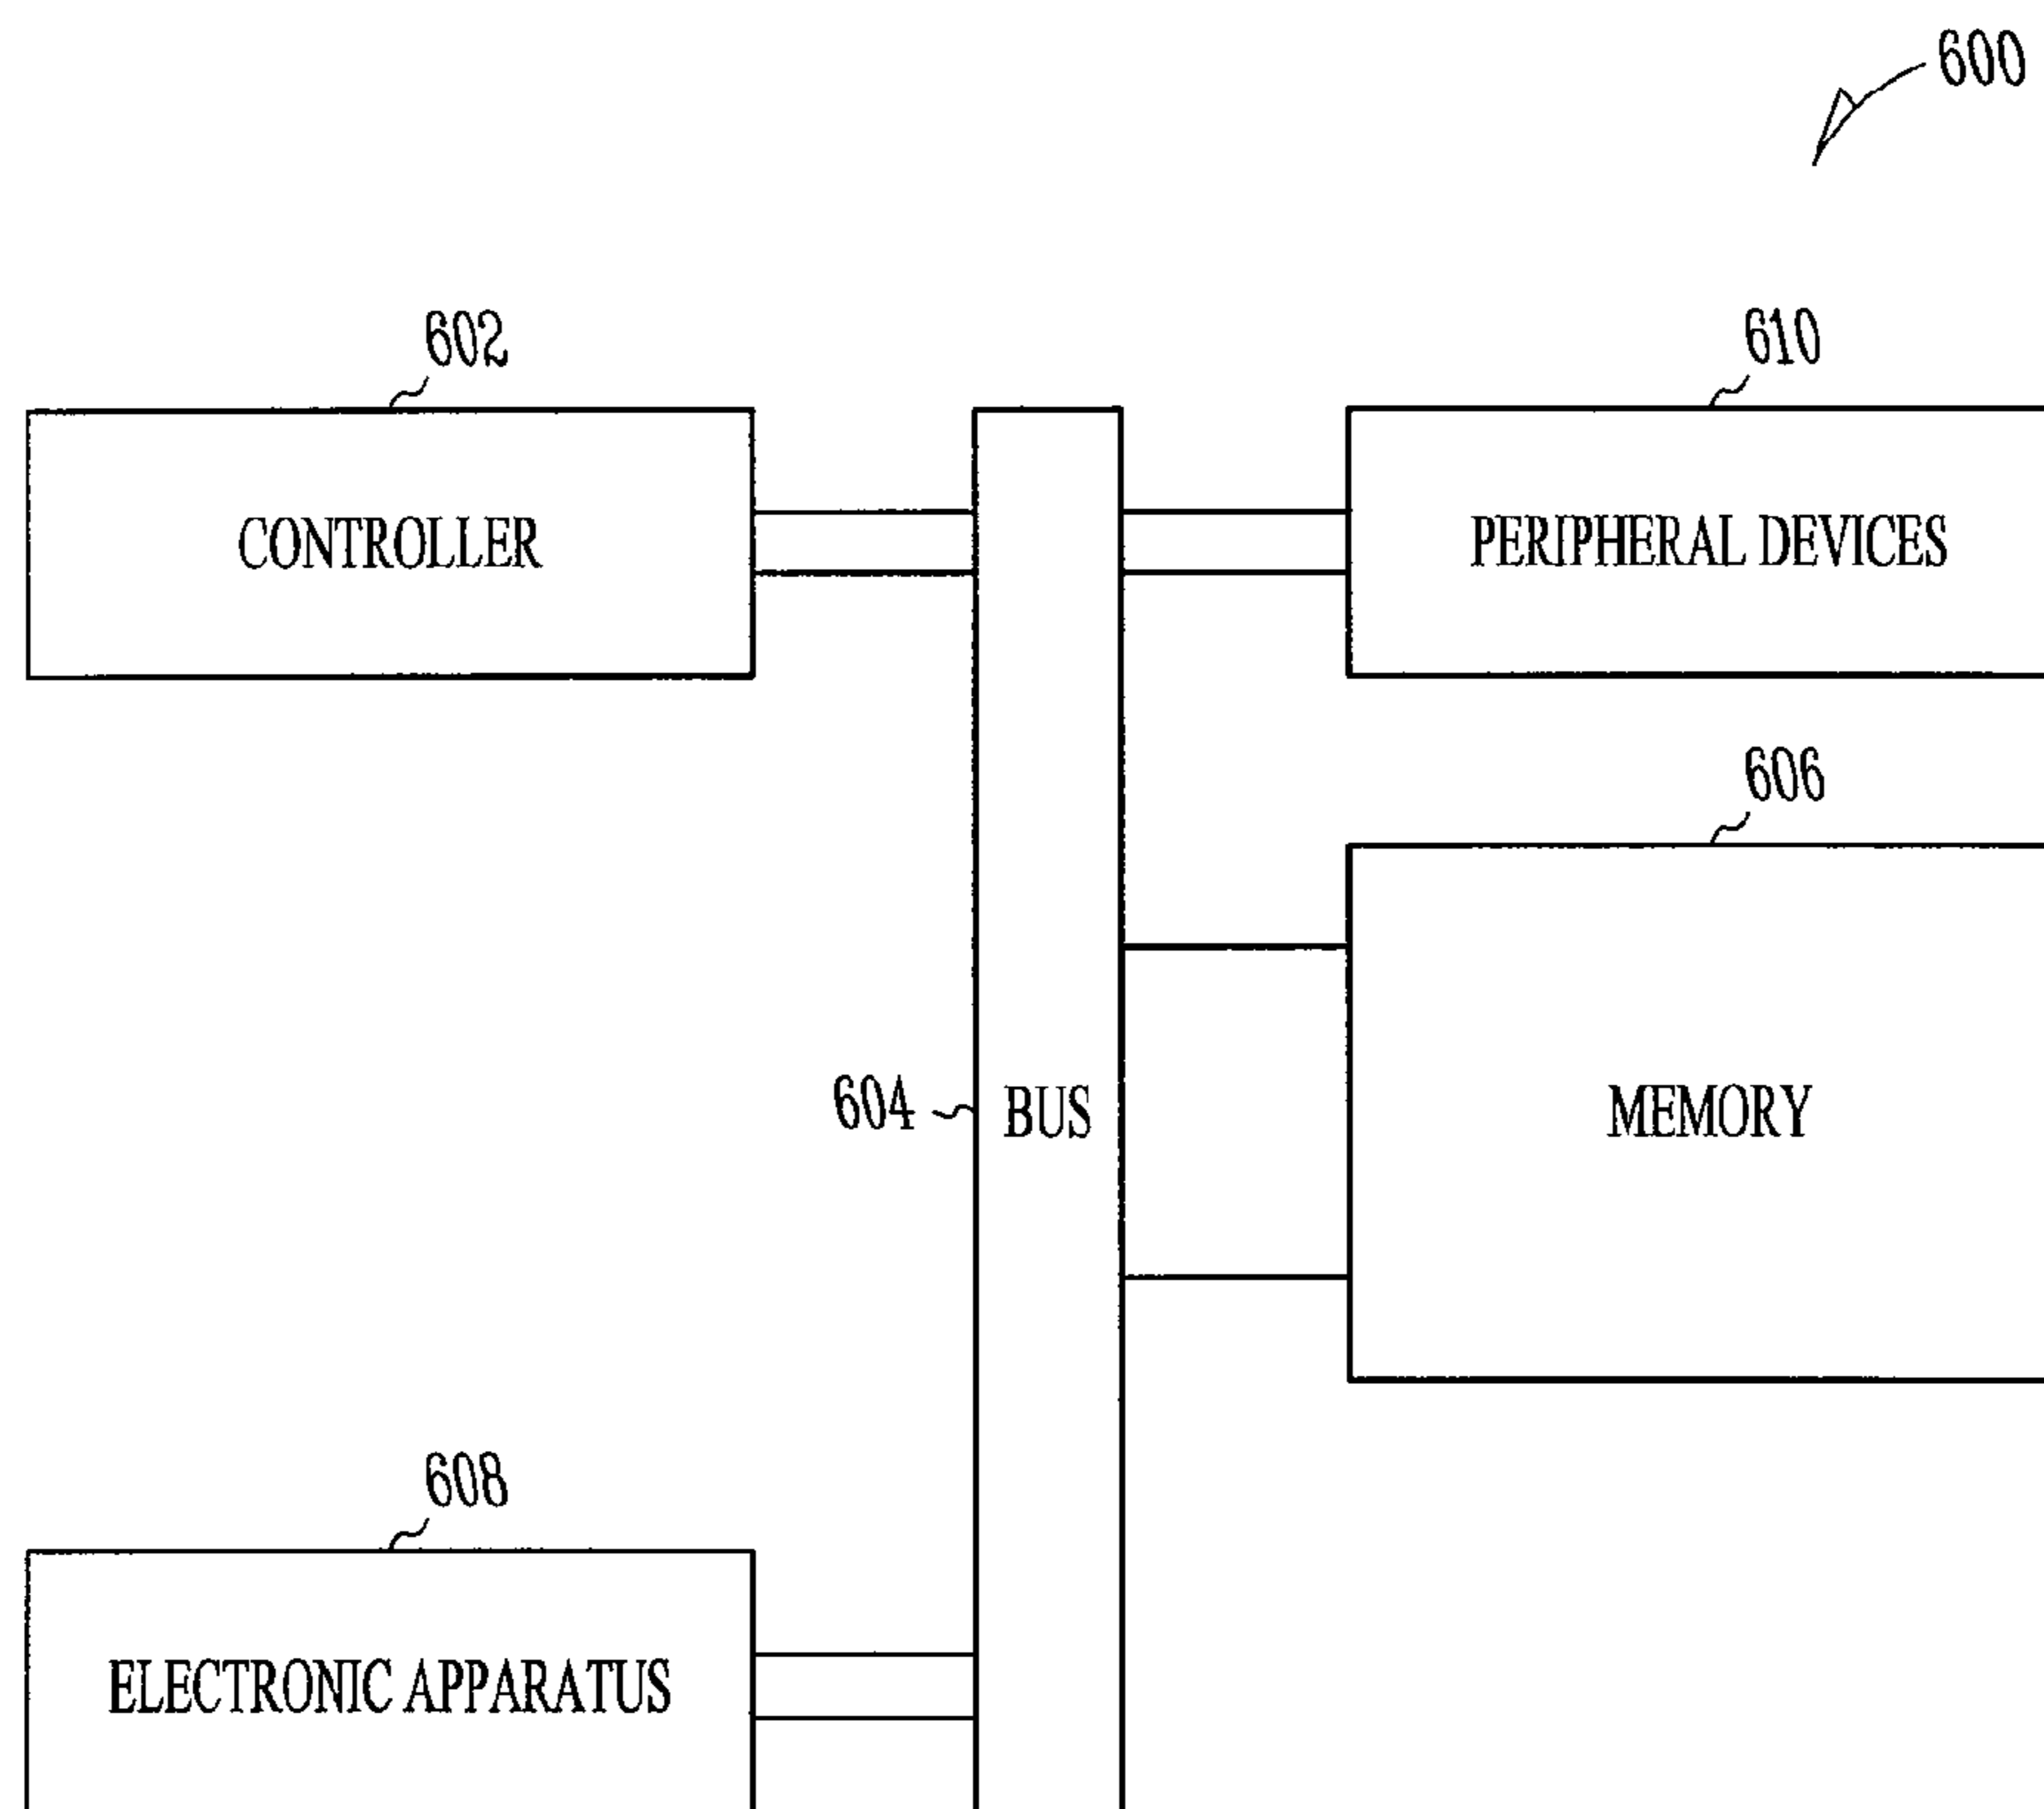 600
602
610
CONTROLLER
PERIPHERAL DEVICES
606
604
BUS
MEMORY
608
ELECTRONIC APPARATUS